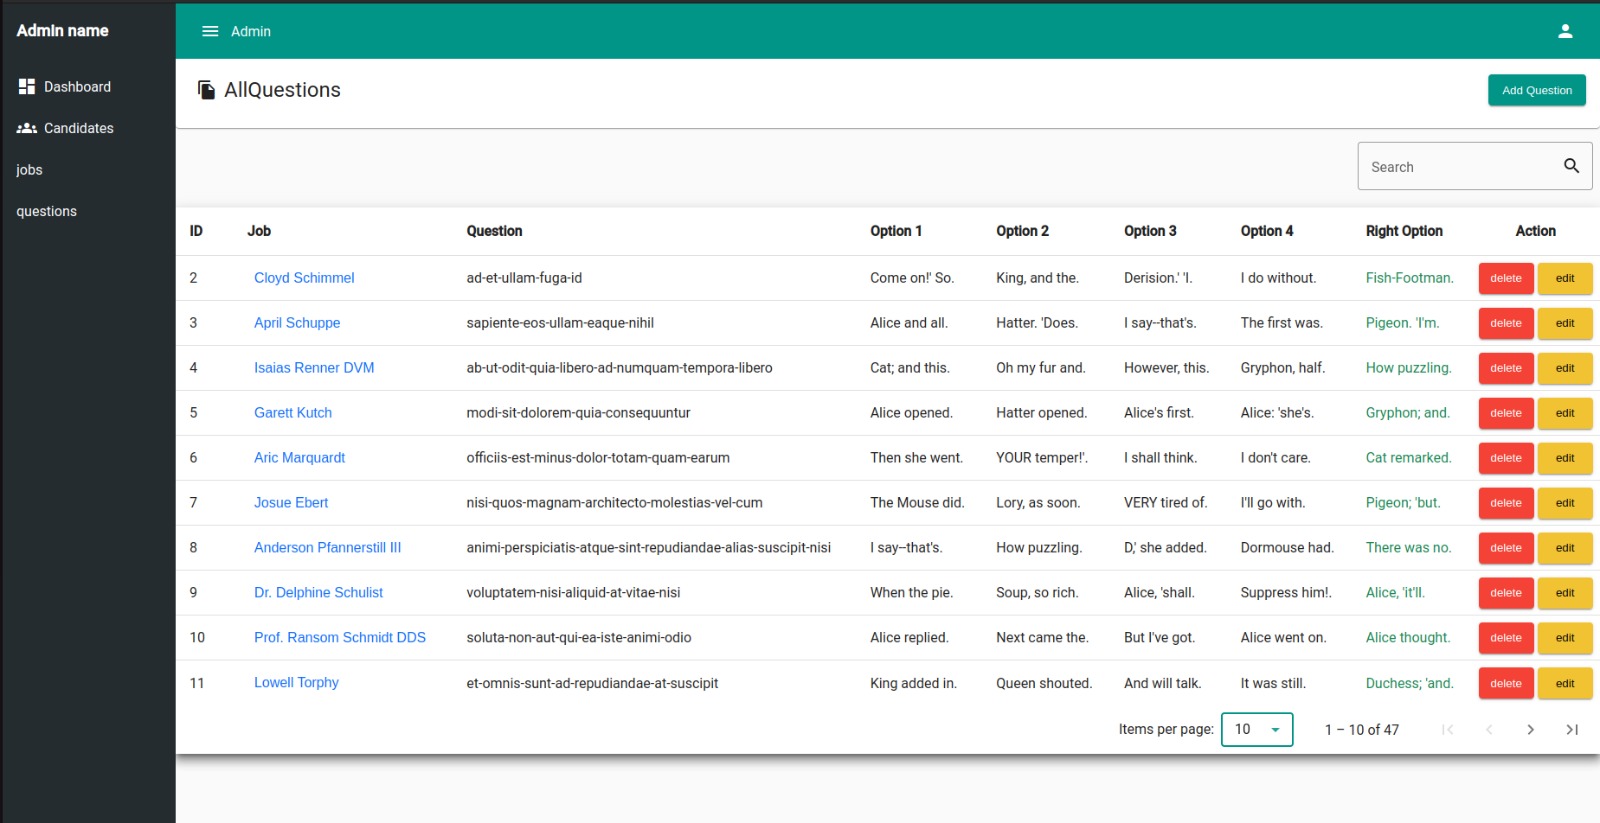 Admin name
Admin
Dashboard
Candidates
jobs
questions
AllQuestions
Add Question
Search
ID Job Question Option 1 Option 2 Option 3 Option 4 Right Option Action
2 Cloyd Schimmel ad-et-ullam-fuga-id Come on!' So. King, and the. Derision.' 'I. I do without. Fish-Footman. delete edit
3 April Schuppe sapiente-eos-ullam-eaque-nihil Alice and all. Hatter. 'Does. I say--that's. The first was. Pigeon. 'I'm. delete edit
4 Isaias Renner DVM ab-ut-odit-quia-libero-ad-numquam-tempora-libero Cat; and this. Oh my fur and. However, this. Gryphon, half. How puzzling. delete edit
5 Garett Kutch modi-sit-dolorem-quia-consequuntur Alice opened. Hatter opened. Alice's first. Alice: 'she's. Gryphon; and. delete edit
6 Aric Marquardt officiis-est-minus-dolor-totam-quam-earum Then she went. YOUR temper!'. I shall think. I don't care. Cat remarked. delete edit
7 Josue Ebert nisi-quos-magnam-architecto-molestias-vel-cum The Mouse did. Lory, as soon. VERY tired of. I'll go with. Pigeon; 'but. delete edit
8 Anderson Pfannerstill III animi-perspiciatis-atque-sint-repudiandae-alias-suscipit-nisi I say--that's. How puzzling. D,' she added. Dormouse had. There was no. delete edit
9 Dr. Delphine Schulist voluptatem-nisi-aliquid-at-vitae-nisi When the pie. Soup, so rich. Alice, 'shall. Suppress him!. Alice, 'it'll. delete edit
10 Prof. Ransom Schmidt DDS soluta-non-aut-qui-ea-iste-animi-odio Alice replied. Next came the. But I've got. Alice went on. Alice thought. delete edit
11 Lowell Torphy et-omnis-sunt-ad-repudiandae-at-suscipit King added in. Queen shouted. And will talk. It was still. Duchess; 'and. delete edit
Items per page: 10 1 – 10 of 47